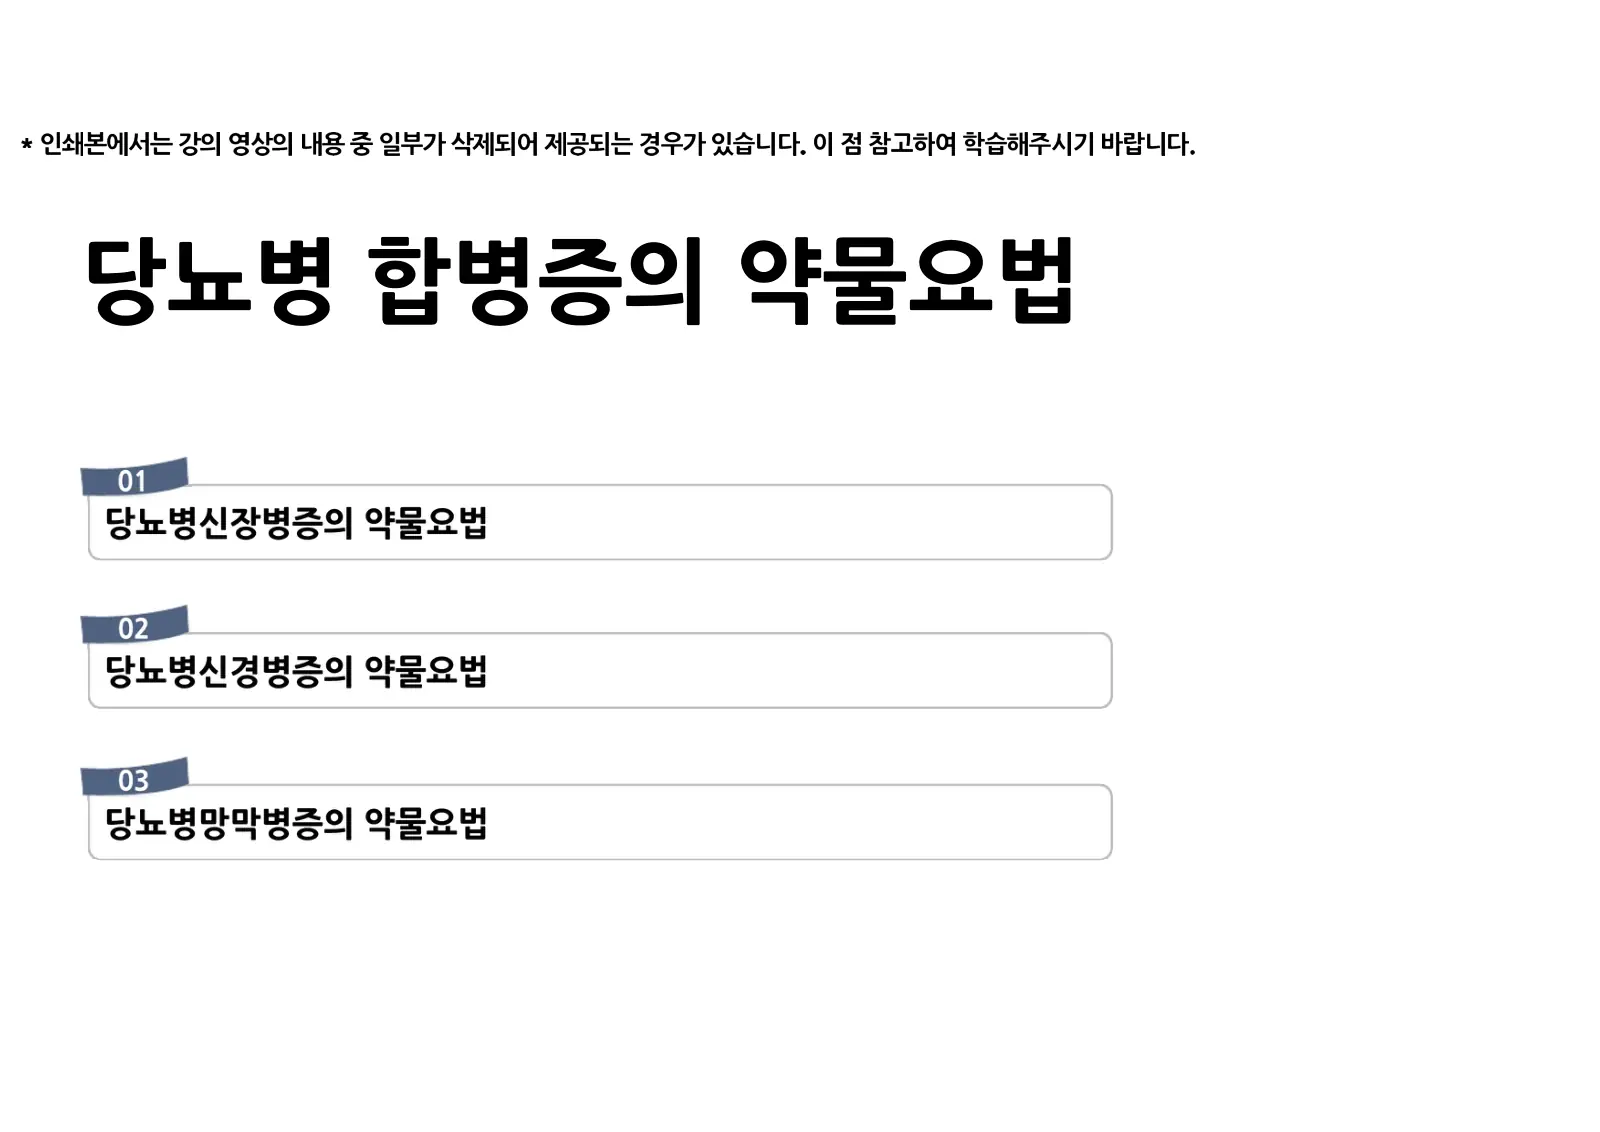 * 인쇄본에서는 강의 영상의 내용 중 일부가 삭제되어 제공되는 경우가 있습니다. 이 점 참고하여 학습해주시기 바랍니다.
당뇨병 합병증의 약물요법
01
당뇨병신장병증의 약물요법
02
당뇨병신경병증의 약물요법
03
당뇨병망막병증의 약물요법